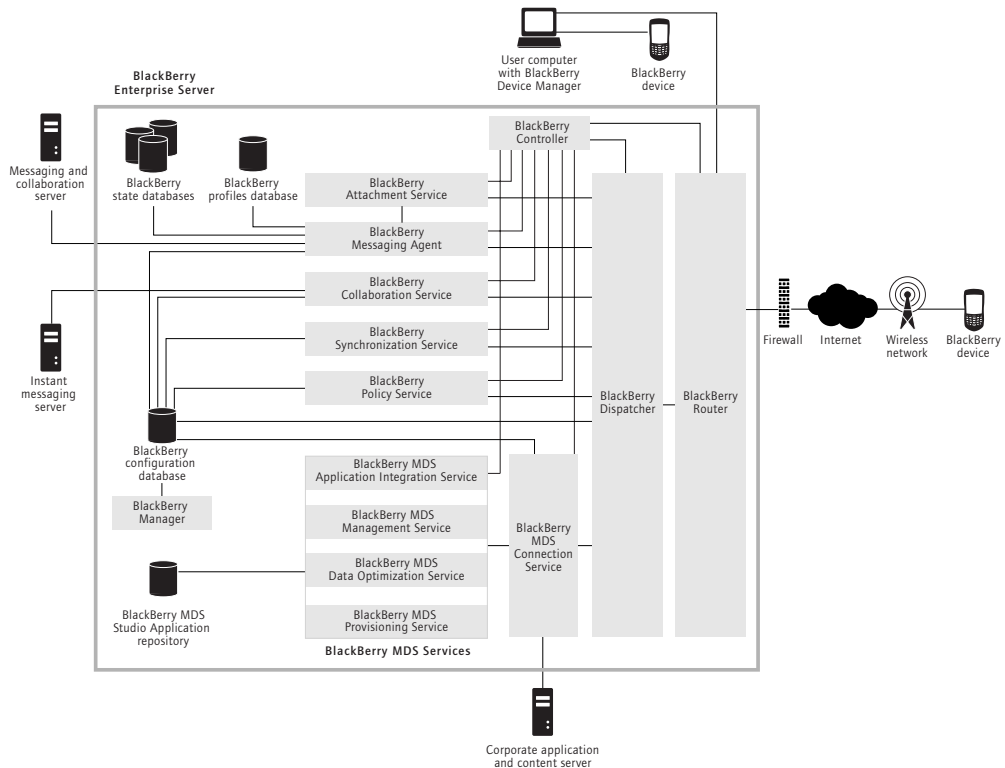 User computer
with BlackBerry
Device Manager
BlackBerry
device
BlackBerry
Enterprise Server
Messaging and
collaboration
server
BlackBerry
state databases
BlackBerry
profiles database
BlackBerry
Controller
BlackBerry
Attachment Service
BlackBerry
Messaging Agent
BlackBerry
Collaboration Service
BlackBerry
Synchronization Service
BlackBerry
Policy Service
Instant
messaging
server
BlackBerry
configuration
database
BlackBerry
Manager
BlackBerry MDS
Studio Application
repository
BlackBerry MDS
Application Integration Service
BlackBerry MDS
Management Service
BlackBerry MDS
Data Optimization Service
BlackBerry MDS
Provisioning Service
BlackBerry MDS Services
BlackBerry
MDS
Connection
Service
BlackBerry
Dispatcher
BlackBerry
Router
Firewall
Internet
Wireless
network
BlackBerry
device
Corporate application
and content server